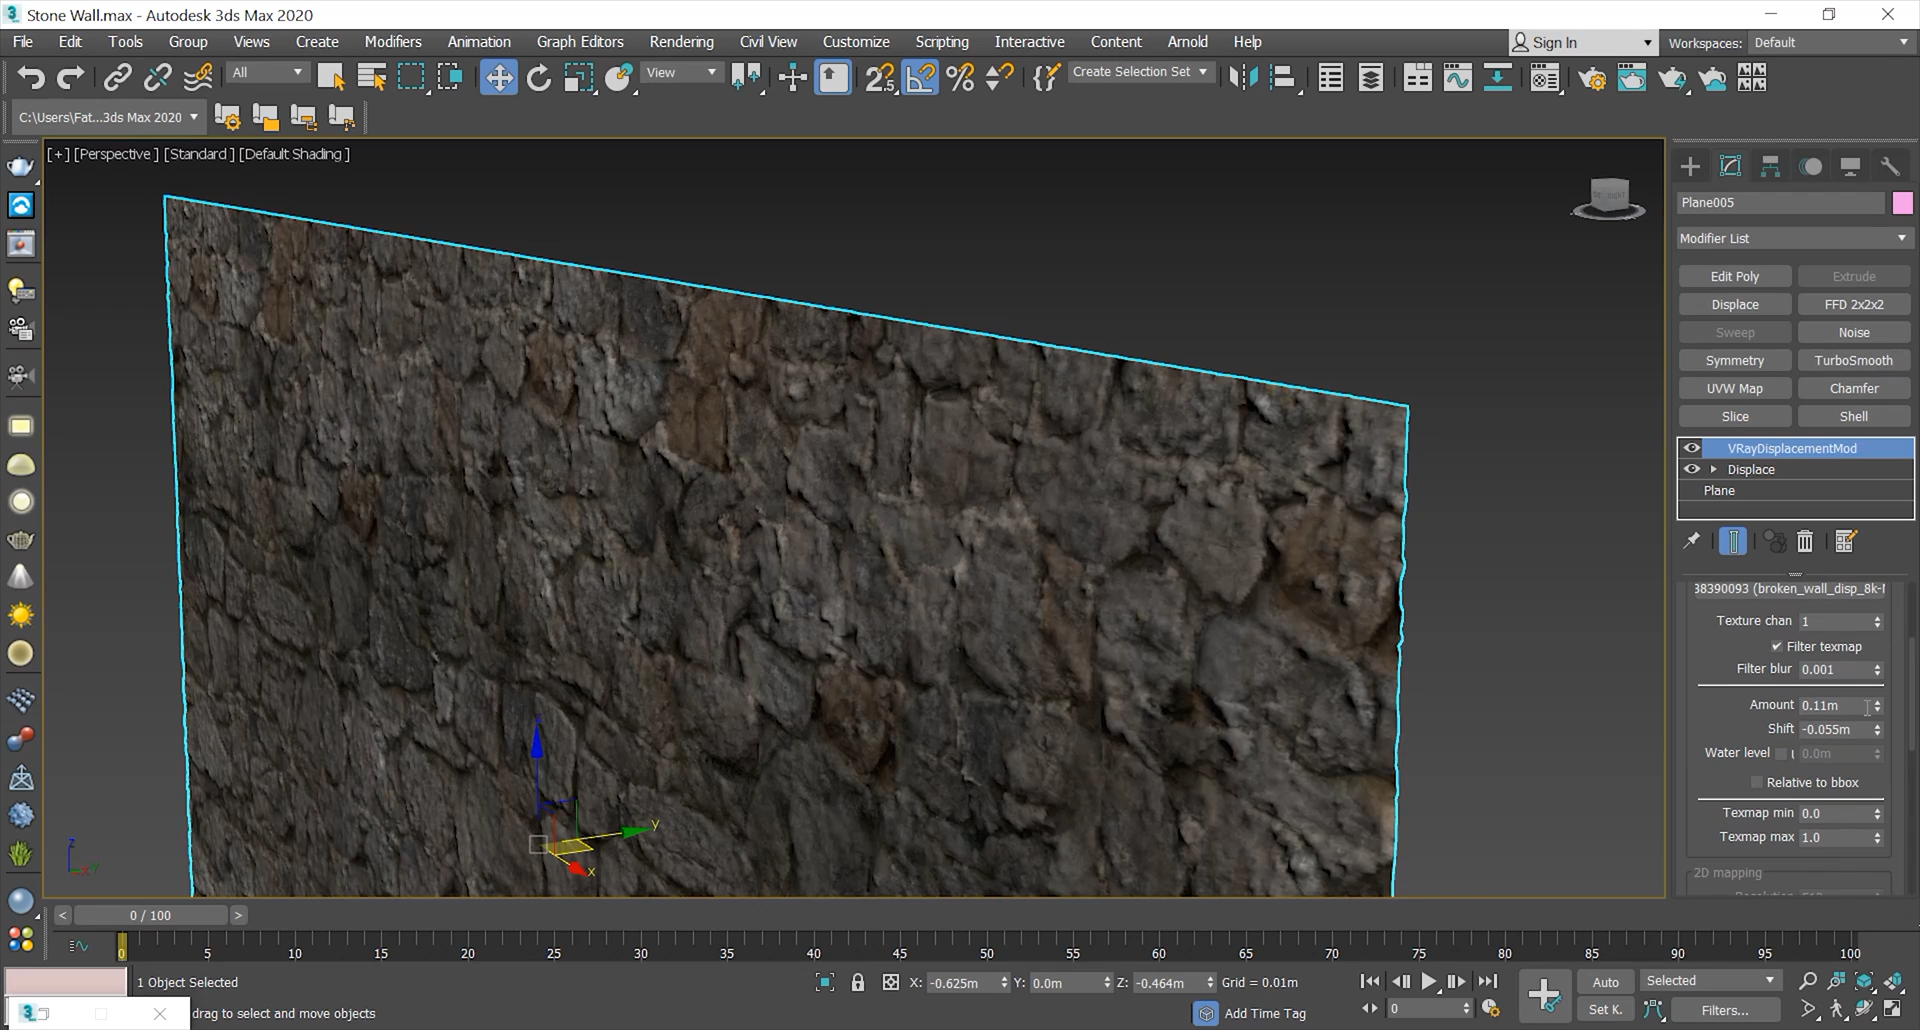 Stone Wall.max - Autodesk 3ds Max 2020
File Edit Tools Group Views Create Modifiers Animation Graph Editors Rendering Civil View Customize Scripting Interactive Content Arnold Help
Sign In Workspaces: Default
All View Create Selection Set
C:\Users\Fat...3ds Max 2020
[+] [Perspective ] [Standard ] [Default Shading ]
Plane005
Modifier List
Edit Poly Extrude
Displace FFD 2x2x2
Sweep Noise
Symmetry TurboSmooth
UVW Map Chamfer
Slice Shell
VRayDisplacementMod
Displace
Plane
38390093 (broken_wall_disp_8k-
Texture chan 1
Filter texmap
Filter blur 0.001
Amount 0.11m
Shift -0.055m
Water level 0.0m
Relative to bbox
Texmap min 0.0
Texmap max 1.0
2D mapping
z
y
x
z
< 0 / 100 >
0 5 10 15 20 25 30 35 40 45 50 55 60 65 70 75 80 85 90 95 100
1 Object Selected X: -0.625m Y: 0.0m Z: -0.464m Grid = 0.01m Auto Selected
drag to select and move objects Add Time Tag 0 Set K. Filters...